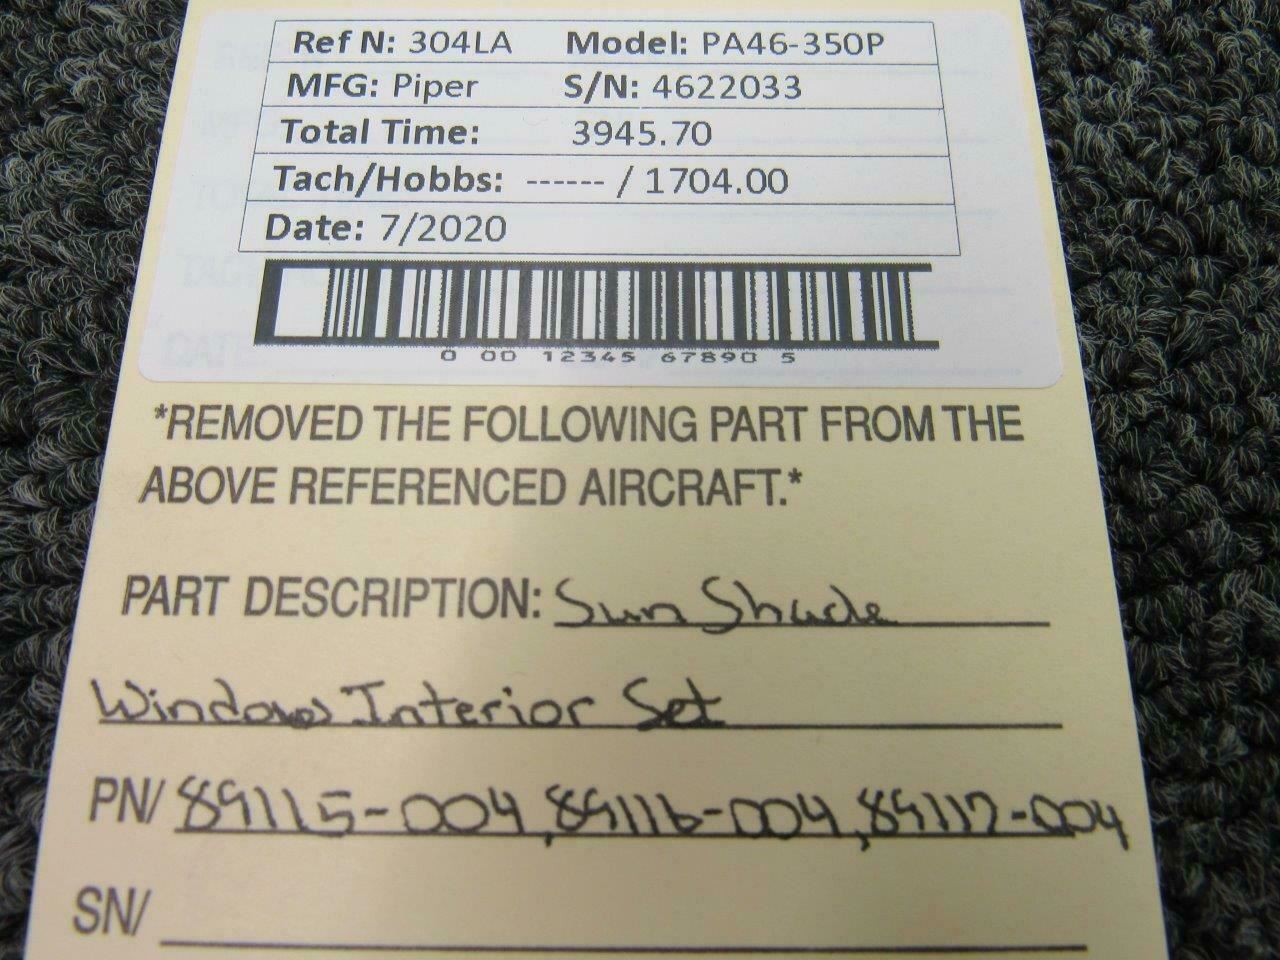 Ref N: 304LA Model: PA46-350P
MFG: Piper S/N: 4622033
Total Time: 3945.70
Tach/Hobbs: ------ / 1704.00
Date: 7/2020
0 00 12345 67890 5
*REMOVED THE FOLLOWING PART FROM THE
ABOVE REFERENCED AIRCRAFT.*
PART DESCRIPTION: Sun Shade
Window Interior Set
PN/ 89115-004, 89116-004, 89117-004
SN/